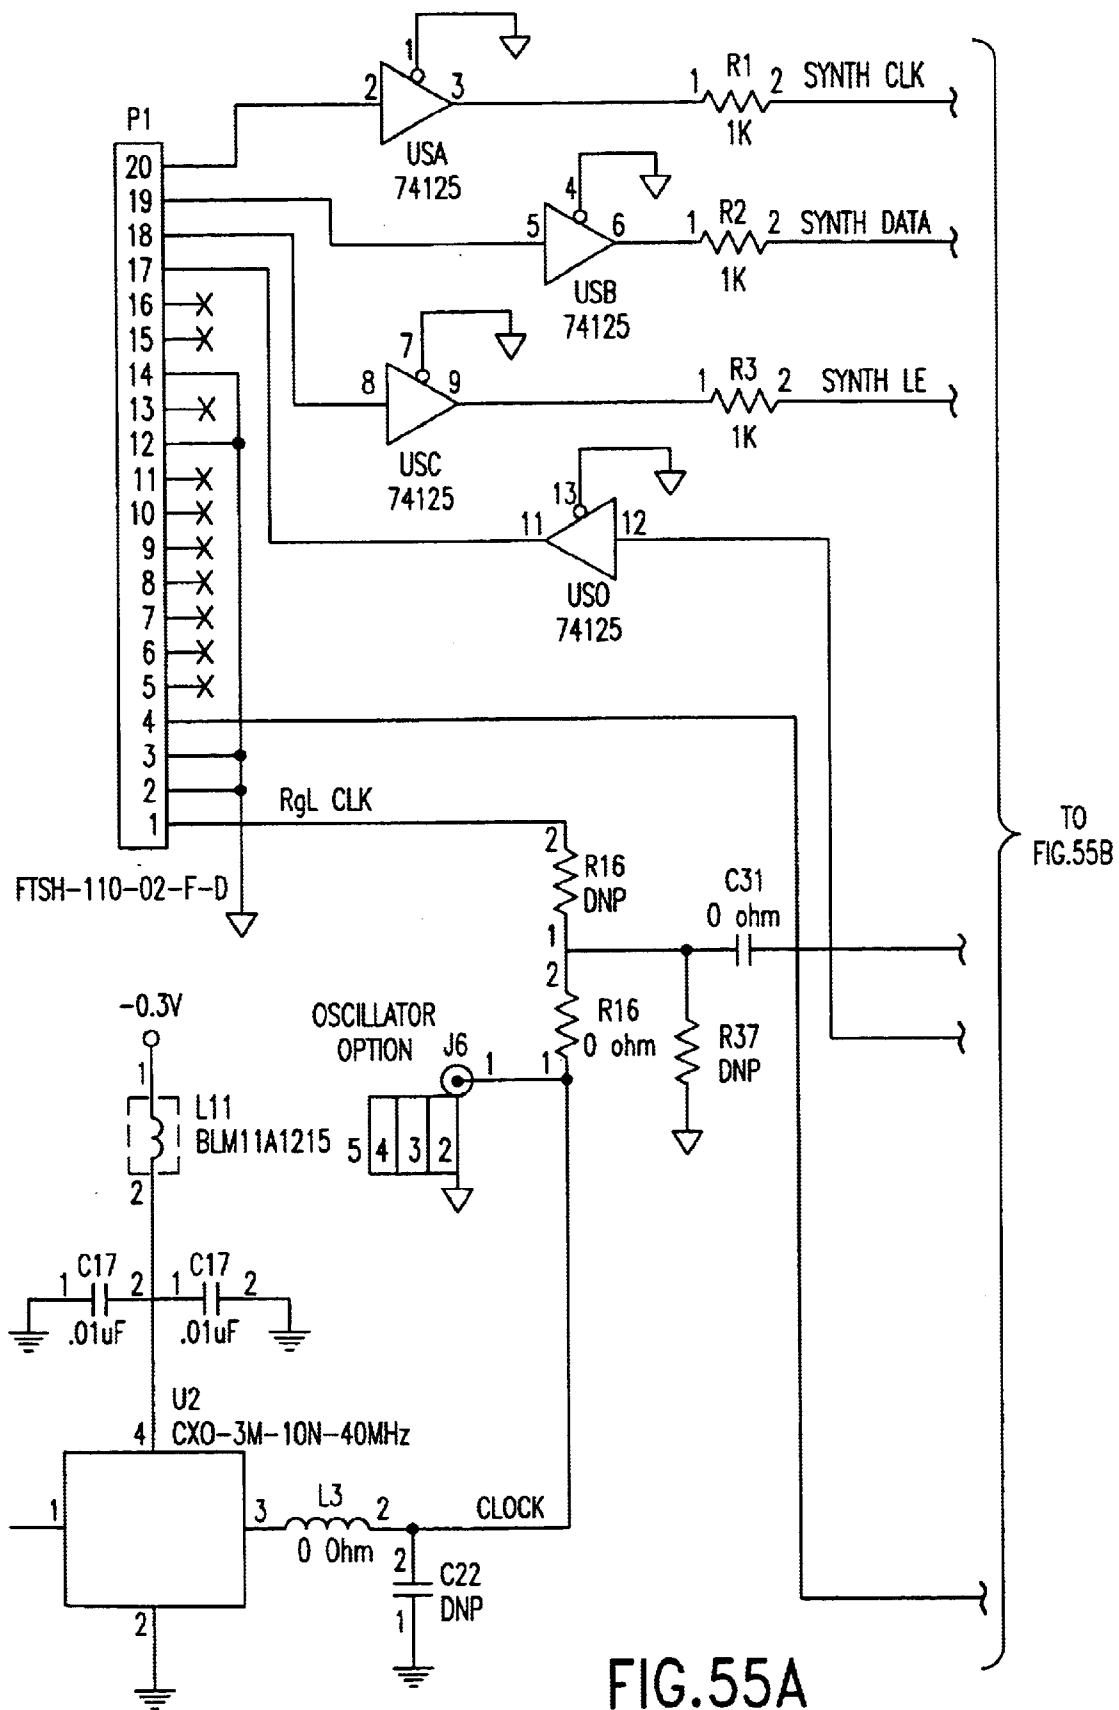 1
2
3
USA
74125
1
R1
2
SYNTH CLK
1K
P1
20
19
18
17
16
15
14
13
12
11
10
9
8
7
6
5
4
3
2
1
FTSH-110-02-F-D
4
5
6
USB
74125
1
R2
2
SYNTH DATA
1K
7
8
9
USC
74125
1
R3
2
SYNTH LE
1K
13
11
12
USO
74125
RgL CLK
TO
FIG.55B
2
R16
DNP
1
C31
0 ohm
2
R16
0 ohm
1
R37
DNP
OSCILLATOR
OPTION
J6
1
5
4
3
2
-0.3V
1
L11
BLM11A1215
2
1
C17
2
.01uF
1
C17
2
.01uF
U2
CXO-3M-10N-40MHz
4
1
3
2
L3
2
0 Ohm
CLOCK
2
C22
DNP
1
FIG.55A